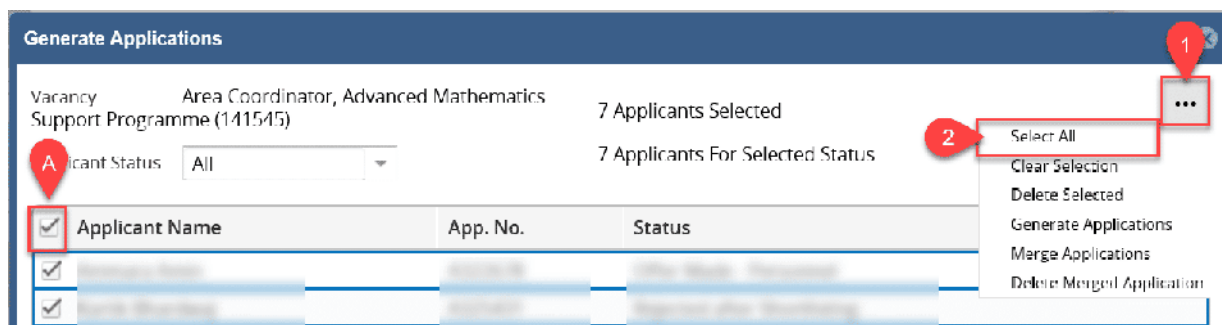 Generate Applications
1
Vacancy Area Coordinator, Advanced Mathematics
Support Programme (141545)
7 Applicants Selected
...
2
Select All
A
icant Status All
7 Applicants For Selected Status
Clear Selection
Delete Selected
Applicant Name App. No. Status
Generate Applications
Merge Applications
Delete Merged Application